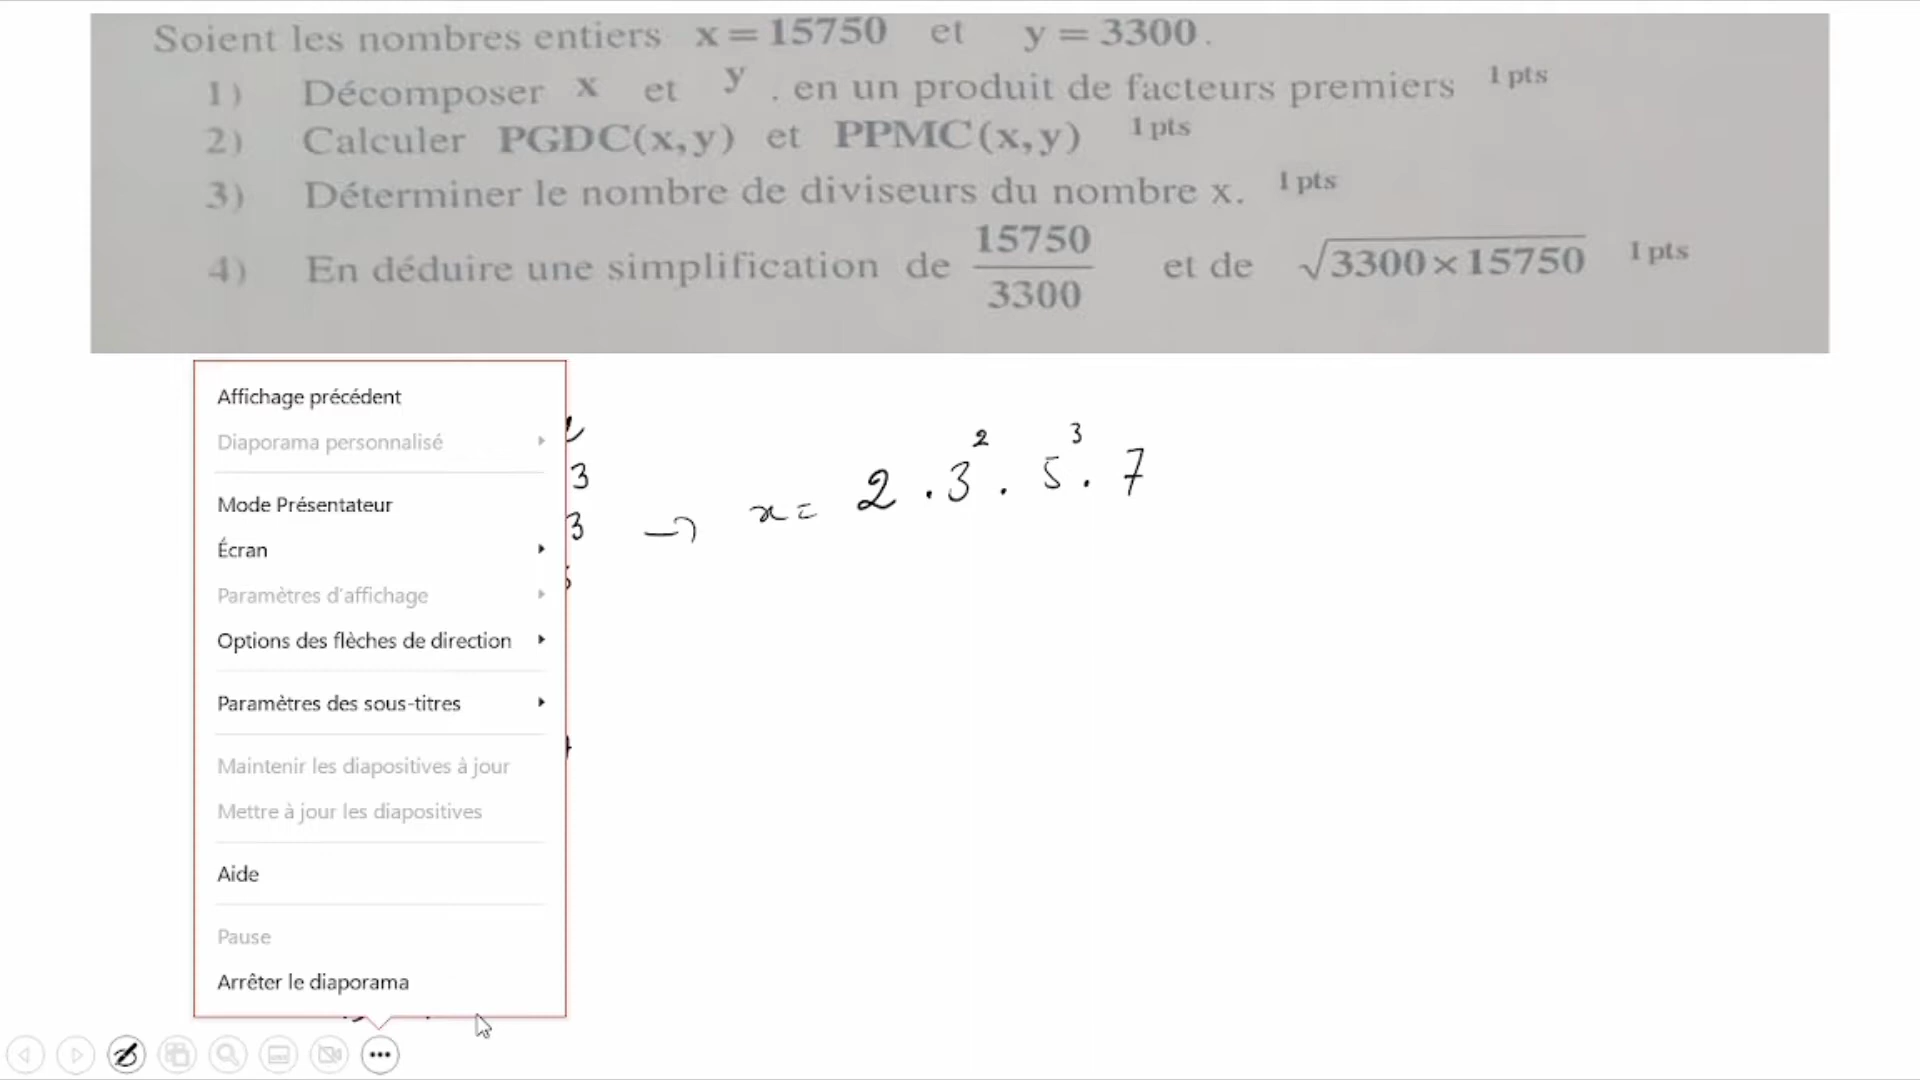 Soient les nombres entiers x = 15750 et y = 3300.
1) Décomposer x et y . en un produit de facteurs premiers 1 pts
2) Calculer PGDC(x,y) et PPMC(x,y) 1 pts
3) Déterminer le nombre de diviseurs du nombre x. 1 pts
4) En déduire une simplification de 15750/3300 et de √3300×15750 1 pts
Affichage précédent
Diaporama personnalisé
Mode Présentateur
Écran
Paramètres d'affichage
Options des flèches de direction
Paramètres des sous-titres
Maintenir les diapositives à jour
Mettre à jour les diapositives
Aide
Pause
Arrêter le diaporama
3
3 → x = 2 . 3² . 5³ . 7